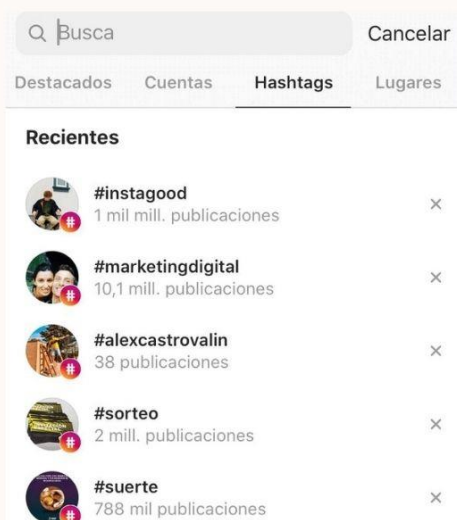 Busca
Cancelar
Destacados Cuentas Hashtags Lugares
Recientes
#instagood
1 mil mill. publicaciones
#marketingdigital
10,1 mill. publicaciones
#alexcastrovalin
38 publicaciones
#sorteo
2 mill. publicaciones
#suerte
788 mil publicaciones